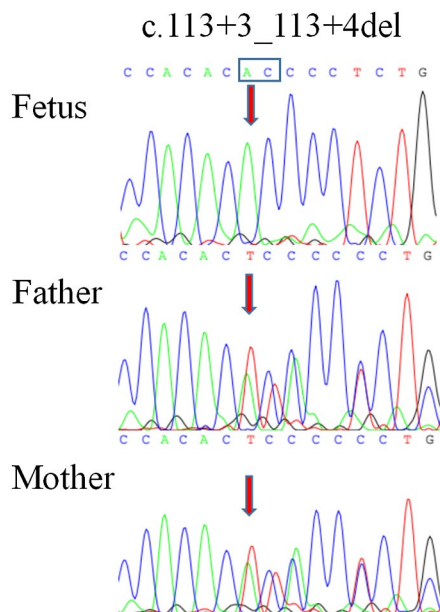 c.113+3_113+4del
C C A C A C A C C C C T C T G
Fetus
C C A C A C T C C C C C C T G
Father
C C A C A C T C C C C C C T G
Mother